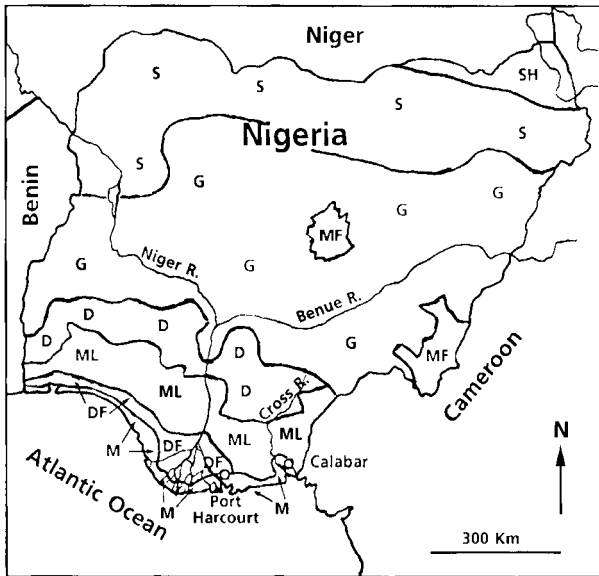 Niger
SH
S
S
S
S
Nigeria
S
Benin
G
G
G
MF
G
Niger R.
G
Benue R.
D
D
D
D
G
MF
Cameroon
ML
ML
D
Cross R.
DF
ML
ML
M
DF
DF
Calabar
N
Atlantic Ocean
M
Port
Harcourt
M
300 Km